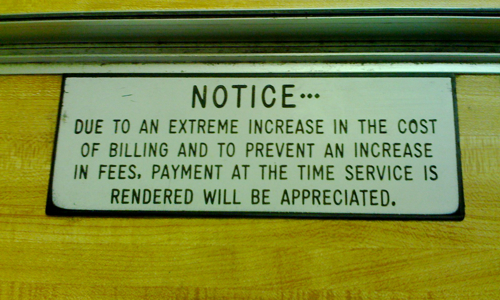 NOTICE...
DUE TO AN EXTREME INCREASE IN THE COST
OF BILLING AND TO PREVENT AN INCREASE
IN FEES, PAYMENT AT THE TIME SERVICE IS
RENDERED WILL BE APPRECIATED.